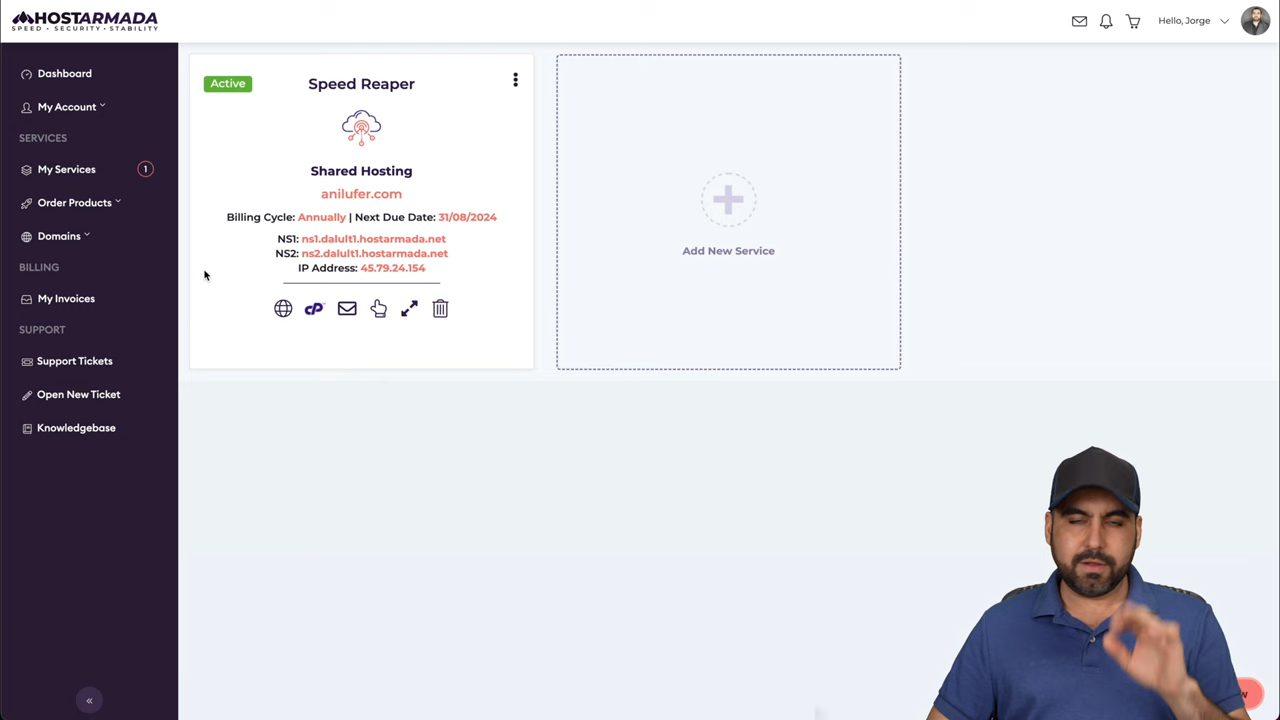 HOSTARMADA
SPEED • SECURITY • STABILITY
Hello, Jorge
Dashboard
My Account
SERVICES
My Services
1
Order Products
Domains
BILLING
My Invoices
SUPPORT
Support Tickets
Open New Ticket
Knowledgebase
«
Active
Speed Reaper
Shared Hosting
anilufer.com
Billing Cycle: Annually | Next Due Date: 31/08/2024
NS1: ns1.dalult1.hostarmada.net
NS2: ns2.dalult1.hostarmada.net
IP Address: 45.79.24.154
cP
Add New Service